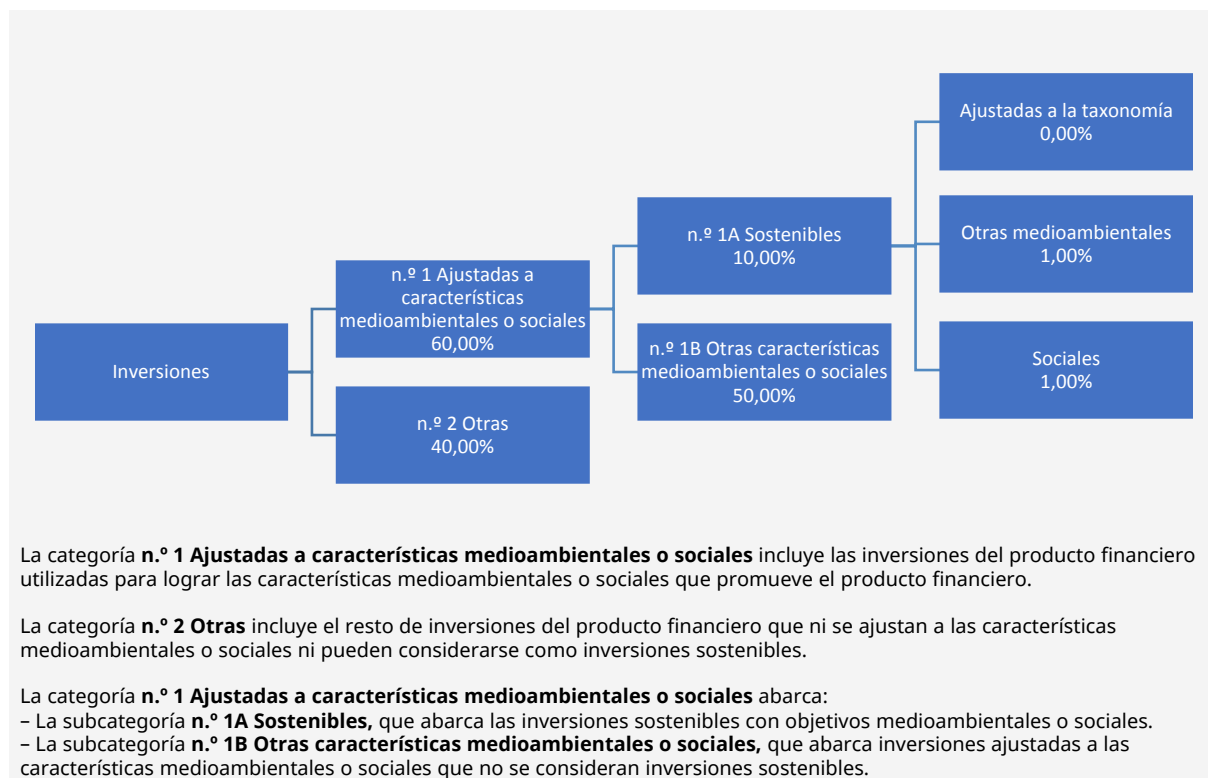 Inversiones
n.º 1 Ajustadas a
características
medioambientales o sociales
60,00%
n.º 2 Otras
40,00%
n.º 1A Sostenibles
10,00%
n.º 1B Otras características
medioambientales o sociales
50,00%
Ajustadas a la taxonomía
0,00%
Otras medioambientales
1,00%
Sociales
1,00%
La categoría n.º 1 Ajustadas a características medioambientales o sociales incluye las inversiones del producto financiero
utilizadas para lograr las características medioambientales o sociales que promueve el producto financiero.
La categoría n.º 2 Otras incluye el resto de inversiones del producto financiero que ni se ajustan a las características
medioambientales o sociales ni pueden considerarse como inversiones sostenibles.
La categoría n.º 1 Ajustadas a características medioambientales o sociales abarca:
– La subcategoría n.º 1A Sostenibles, que abarca las inversiones sostenibles con objetivos medioambientales o sociales.
– La subcategoría n.º 1B Otras características medioambientales o sociales, que abarca inversiones ajustadas a las
características medioambientales o sociales que no se consideran inversiones sostenibles.